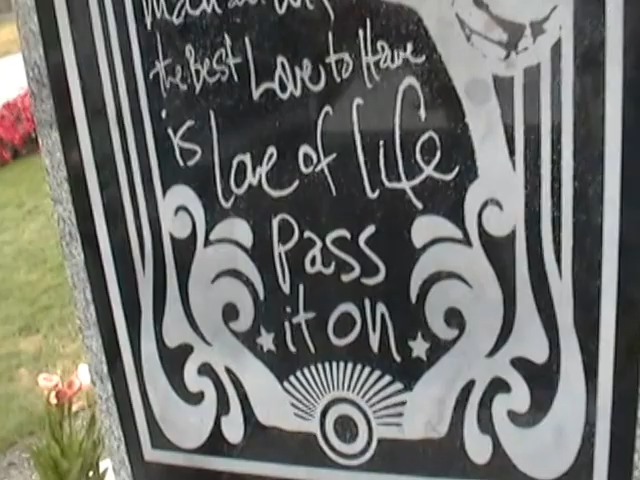 the Best Love to Have
is love of life
pass
it on